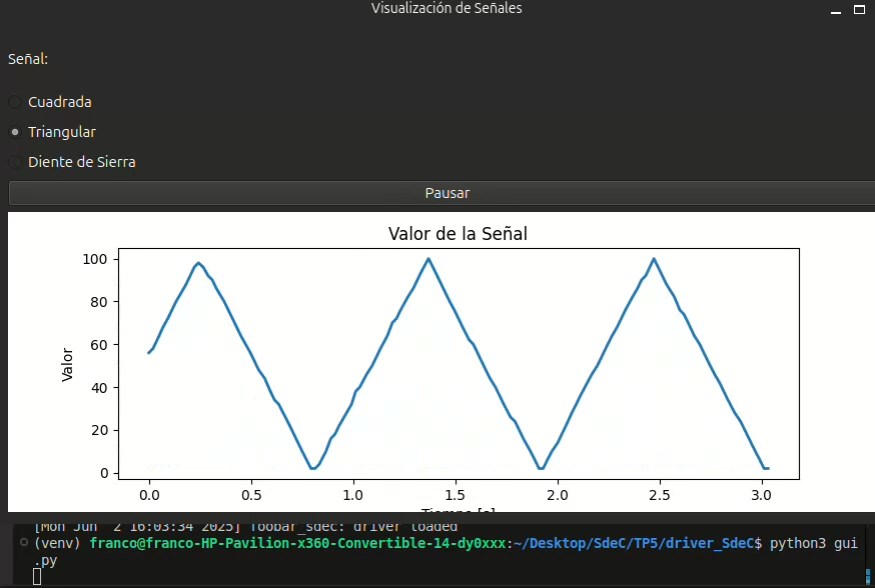 Visualización de Señales
Señal:
Cuadrada
Triangular
Diente de Sierra
Pausar
Valor de la Señal
100
80
60
40
20
0
Valor
0.0 0.5 1.0 1.5 2.0 2.5 3.0
Tiempo [s]
[Mon Jun 2 16:03:34 2025] foobar_sdec: driver loaded
(venv) franco@franco-HP-Pavilion-x360-Convertible-14-dy0xxx:~/Desktop/SdeC/TP5/driver_SdeC$ python3 gui
.py